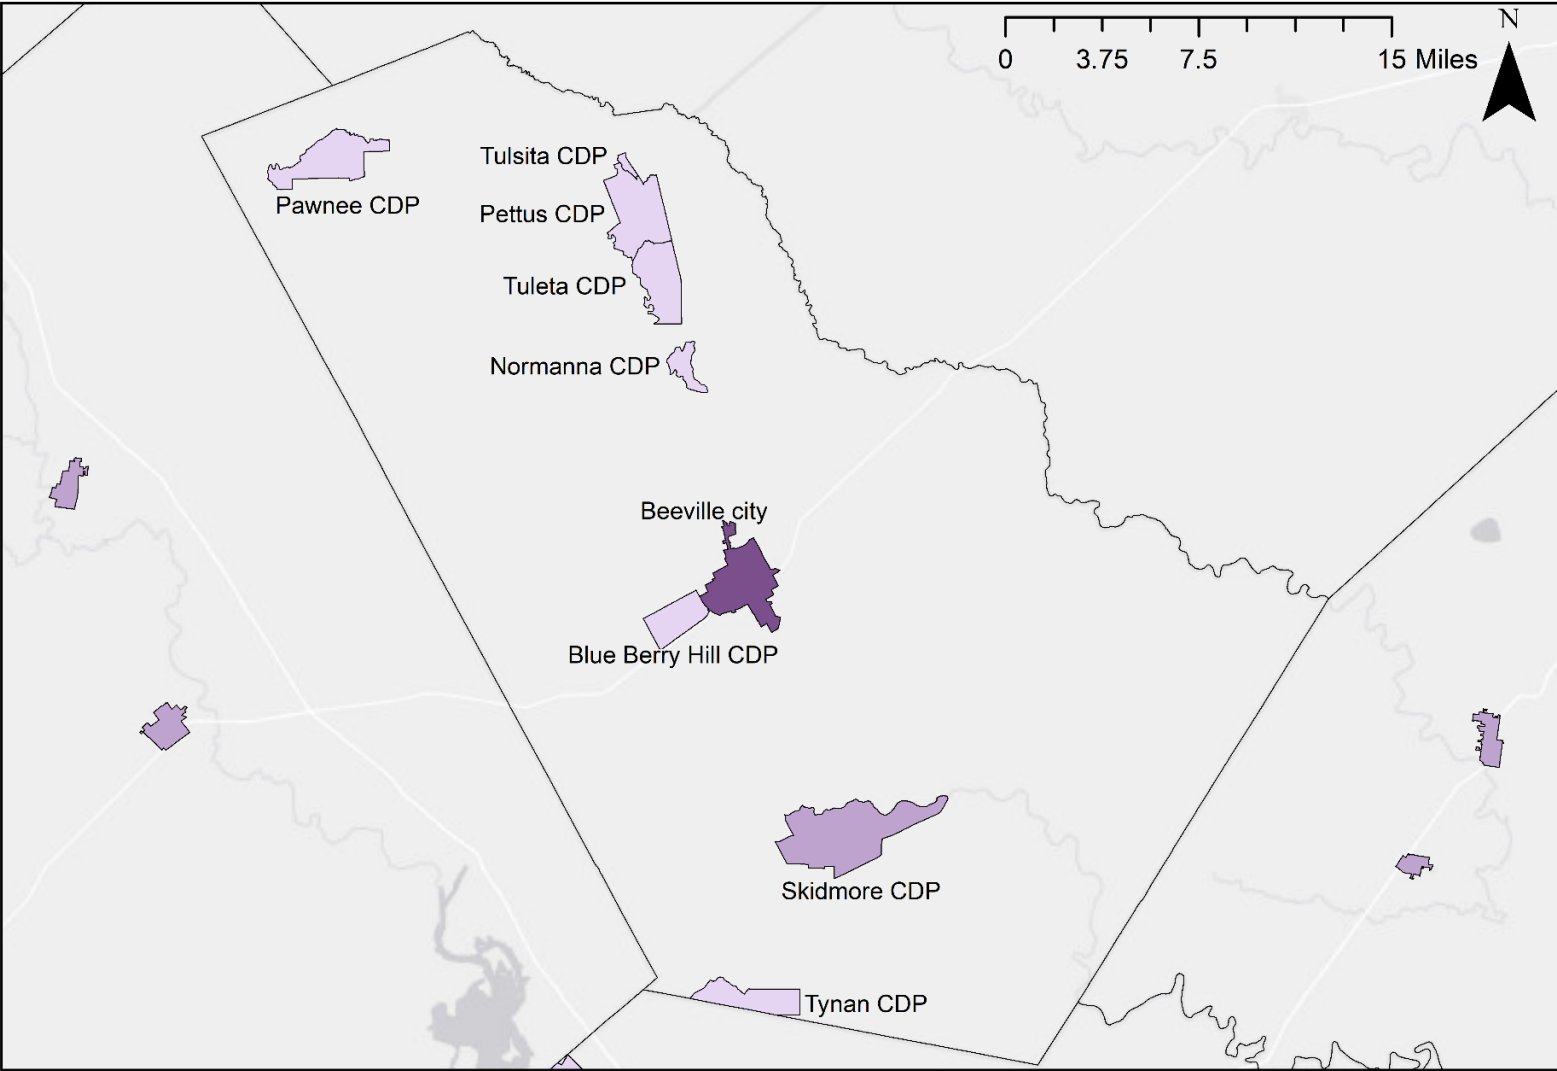 N
0 3.75 7.5 15 Miles
Tulsita CDP
Pawnee CDP
Pettus CDP
Tuleta CDP
Normanna CDP
Beeville city
Blue Berry Hill CDP
Skidmore CDP
Tynan CDP